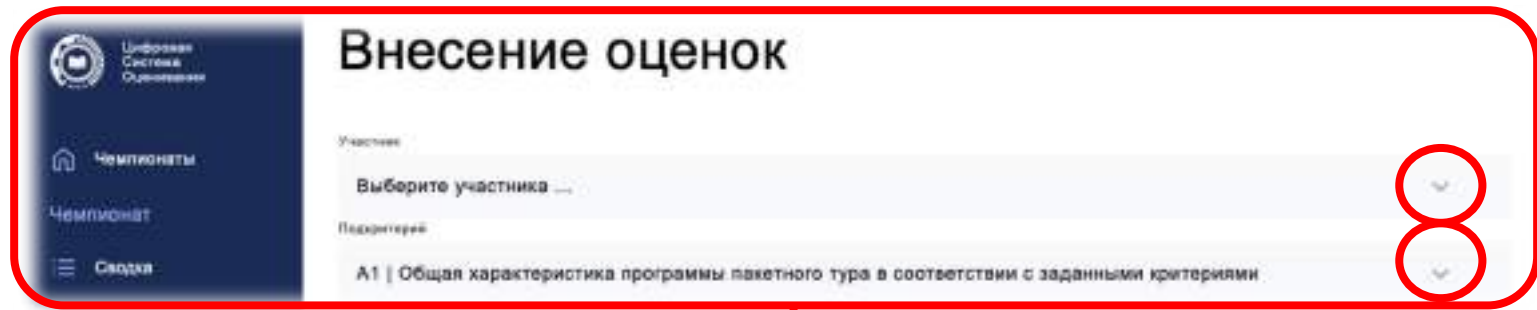 Цифровая
Система
Оценивания
Чемпионаты
Чемпионат
Сводка
Внесение оценок
Участник
Выберите участника ...
Подкритерий
А1 | Общая характеристика программы пакетного тура в соответствии с заданными критериями